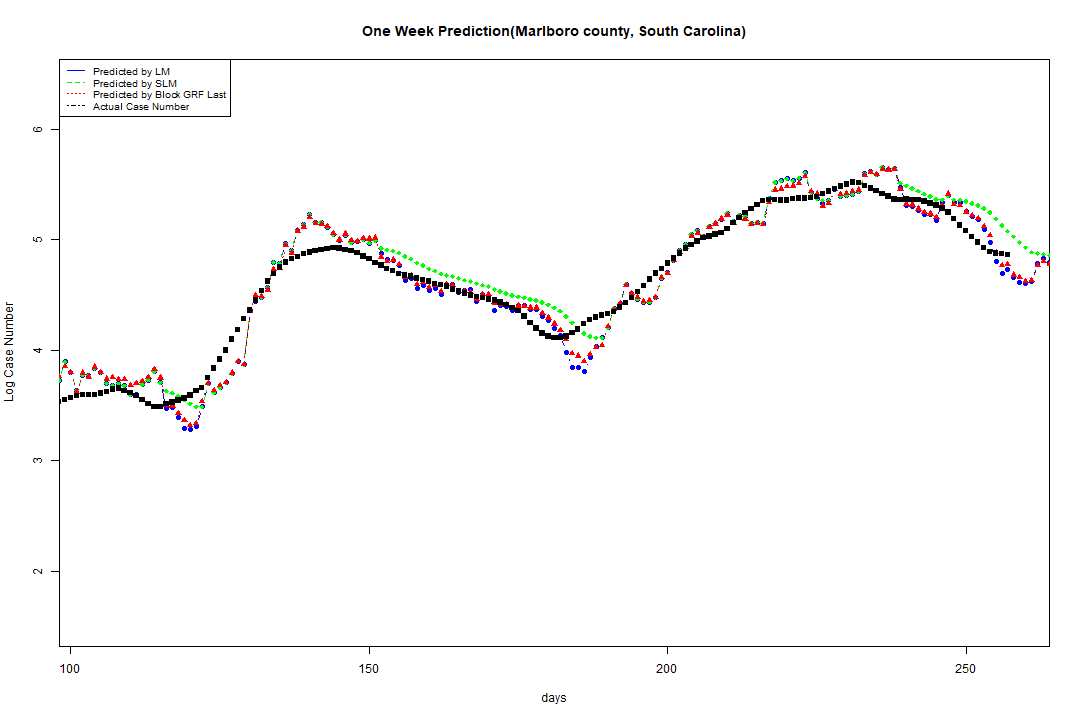 One Week Prediction(Marlboro county, South Carolina)
Predicted by LM
Predicted by SLM
Predicted by Block GRF Last
Actual Case Number
6
5
4
3
2
Log Case Number
100
150
200
250
days